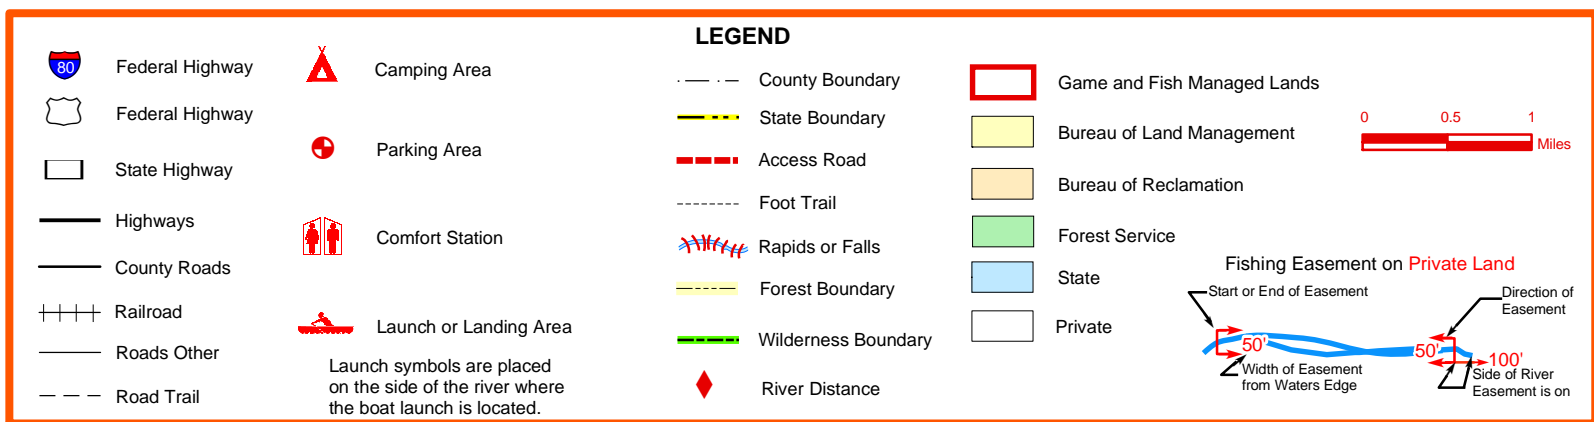 LEGEND
80
Federal Highway
Federal Highway
State Highway
Highways
County Roads
Railroad
Roads Other
Road Trail
Camping Area
Parking Area
Comfort Station
Launch or Landing Area
Launch symbols are placed
on the side of the river where
the boat launch is located.
County Boundary
State Boundary
Access Road
Foot Trail
Rapids or Falls
Forest Boundary
Wilderness Boundary
River Distance
Game and Fish Managed Lands
Bureau of Land Management
Bureau of Reclamation
Forest Service
State
Private
0 0.5 1
Miles
Fishing Easement on Private Land
Start or End of Easement
Direction of
Easement
50'
50'
100'
Width of Easement
from Waters Edge
Side of River
Easement is on